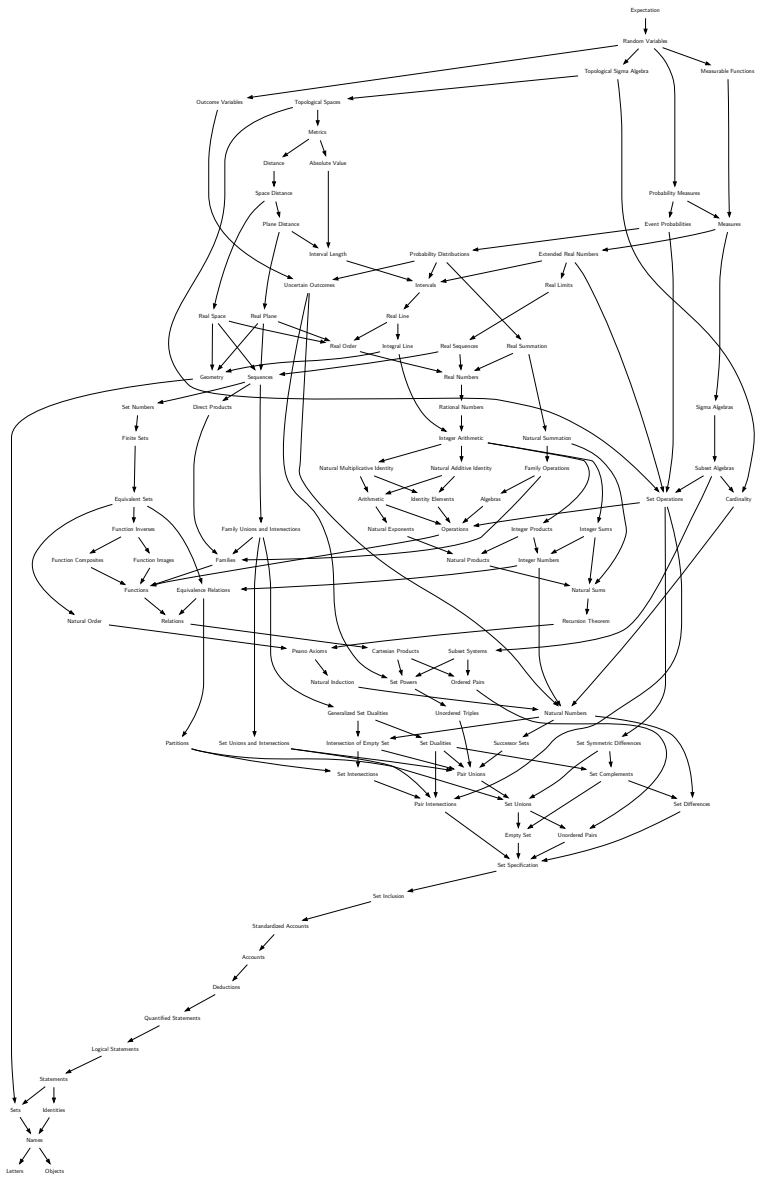 Expectation
Random Variables
Topological Sigma Algebra
Measurable Functions
Outcome Variables
Topological Spaces
Metrics
Distance
Absolute Value
Space Distance
Probability Measures
Plane Distance
Event Probabilities
Measures
Interval Length
Probability Distributions
Extended Real Numbers
Uncertain Outcomes
Intervals
Real Limits
Real Space
Real Plane
Real Line
Real Order
Integral Line
Real Sequences
Real Summation
Geometry
Sequences
Real Numbers
Set Numbers
Direct Products
Rational Numbers
Sigma Algebras
Finite Sets
Integer Arithmetic
Natural Summation
Natural Multiplicative Identity
Natural Additive Identity
Family Operations
Subset Algebras
Equivalent Sets
Arithmetic
Identity Elements
Algebras
Set Operations
Cardinality
Function Inverses
Family Unions and Intersections
Natural Exponents
Operations
Integer Products
Integer Sums
Function Composites
Function Images
Families
Natural Products
Integer Numbers
Functions
Equivalence Relations
Natural Sums
Natural Order
Relations
Recursion Theorem
Peano Axioms
Cartesian Products
Subset Systems
Natural Induction
Set Powers
Ordered Pairs
Generalized Set Dualities
Unordered Triples
Natural Numbers
Partitions
Set Unions and Intersections
Intersection of Empty Set
Set Dualities
Successor Sets
Set Symmetric Differences
Set Intersections
Pair Unions
Set Complements
Pair Intersections
Set Unions
Set Differences
Empty Set
Unordered Pairs
Set Specification
Set Inclusion
Standardized Accounts
Accounts
Deductions
Quantified Statements
Logical Statements
Statements
Sets
Identities
Names
Letters
Objects